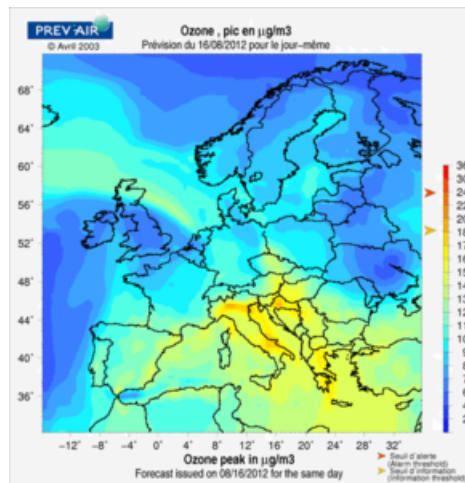 PREV'AIR
© Avril 2003
Ozone , pic en µg/m3
Prévision du 16/08/2012 pour le jour-même
68°
64°
60°
56°
52°
48°
44°
40°
36°
-12° -8° -4° 0° 4° 8° 12° 16° 20° 24° 28° 32°
Ozone peak in µg/m3
Forecast issued on 08/16/2012 for the same day
Seuil d'alerte
(Alarm threshold)
Seuil d'information
(Information threshold)